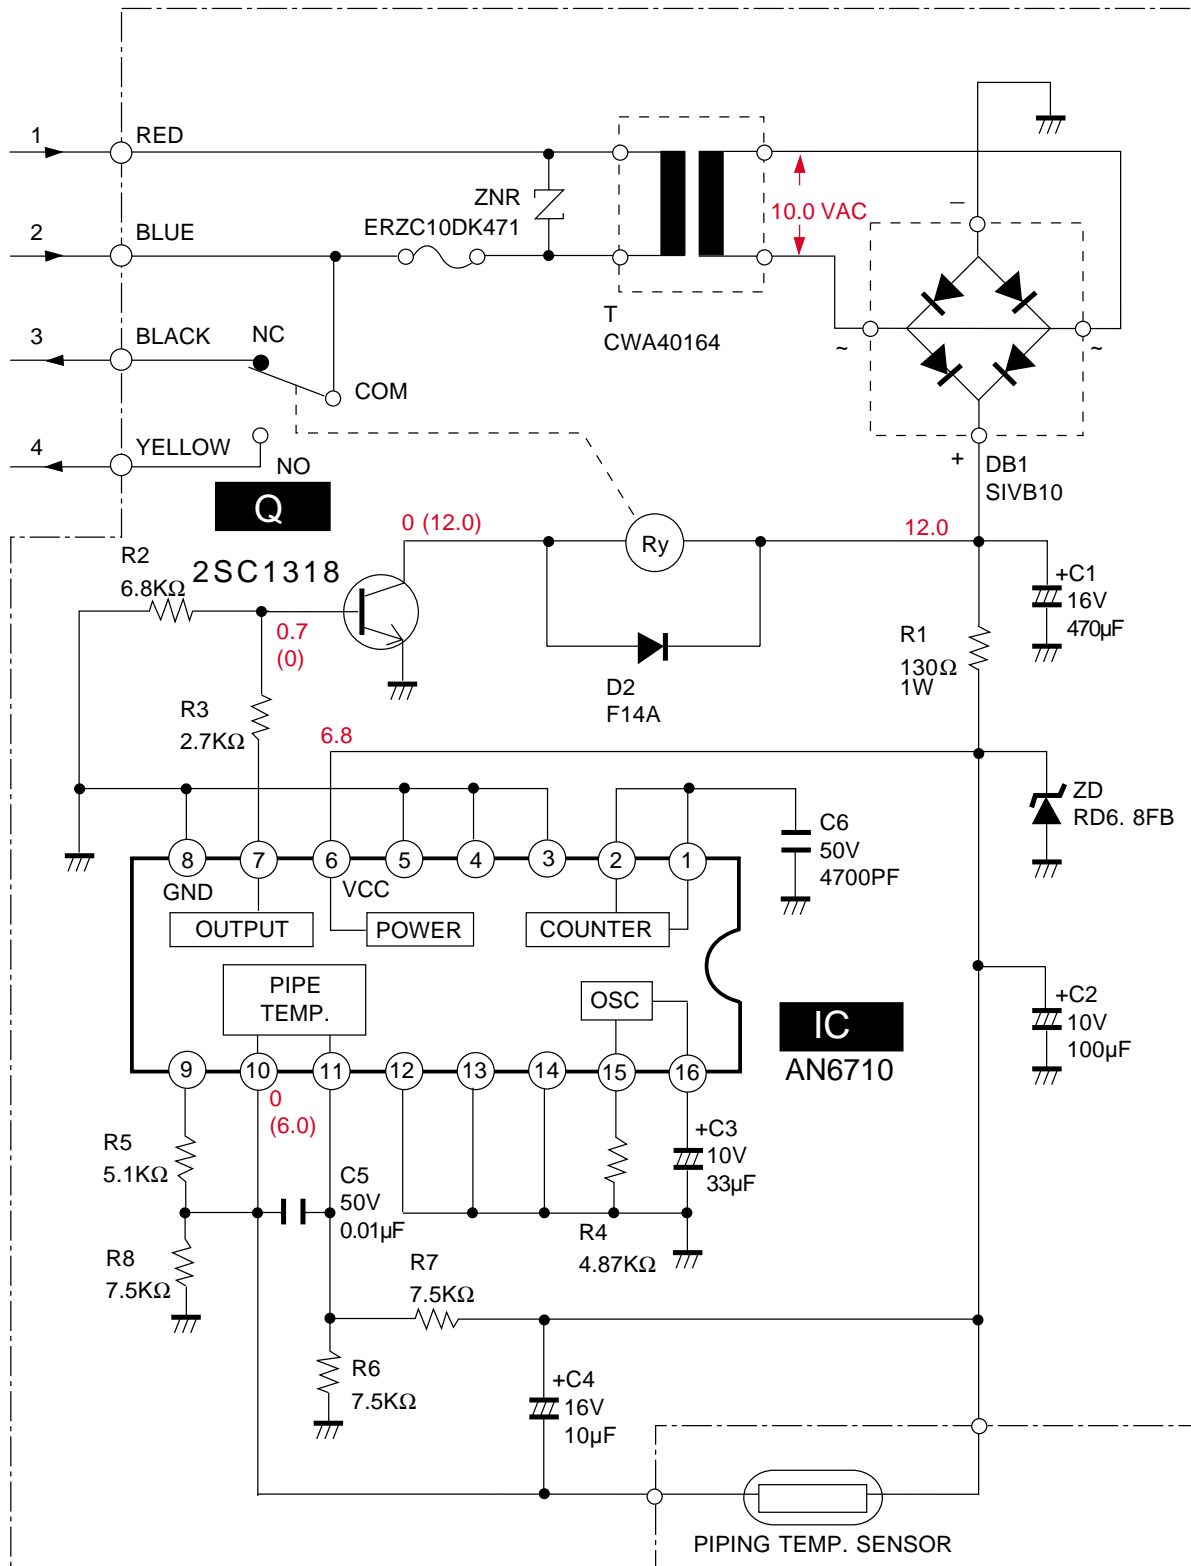 1
RED
ZNR
ERZC10DK471
10.0 VAC
–
2
BLUE
T
CWA40164
3
BLACK
NC
COM
~
~
4
YELLOW
NO
+
DB1
SIVB10
Q
2SC1318
0 (12.0)
Ry
12.0
R2
6.8KΩ
0.7
(0)
+C1
16V
470µF
R1
130Ω
1W
D2
F14A
R3
2.7KΩ
6.8
ZD
RD6. 8FB
C6
50V
4700PF
8
7
6
5
4
3
2
1
GND
VCC
OUTPUT
POWER
COUNTER
PIPE
TEMP.
OSC
IC
AN6710
+C2
10V
100µF
9
10
11
12
13
14
15
16
0
(6.0)
R5
5.1KΩ
C5
50V
0.01µF
+C3
10V
33µF
R4
4.87KΩ
R8
7.5KΩ
R7
7.5KΩ
R6
7.5KΩ
+C4
16V
10µF
PIPING TEMP. SENSOR